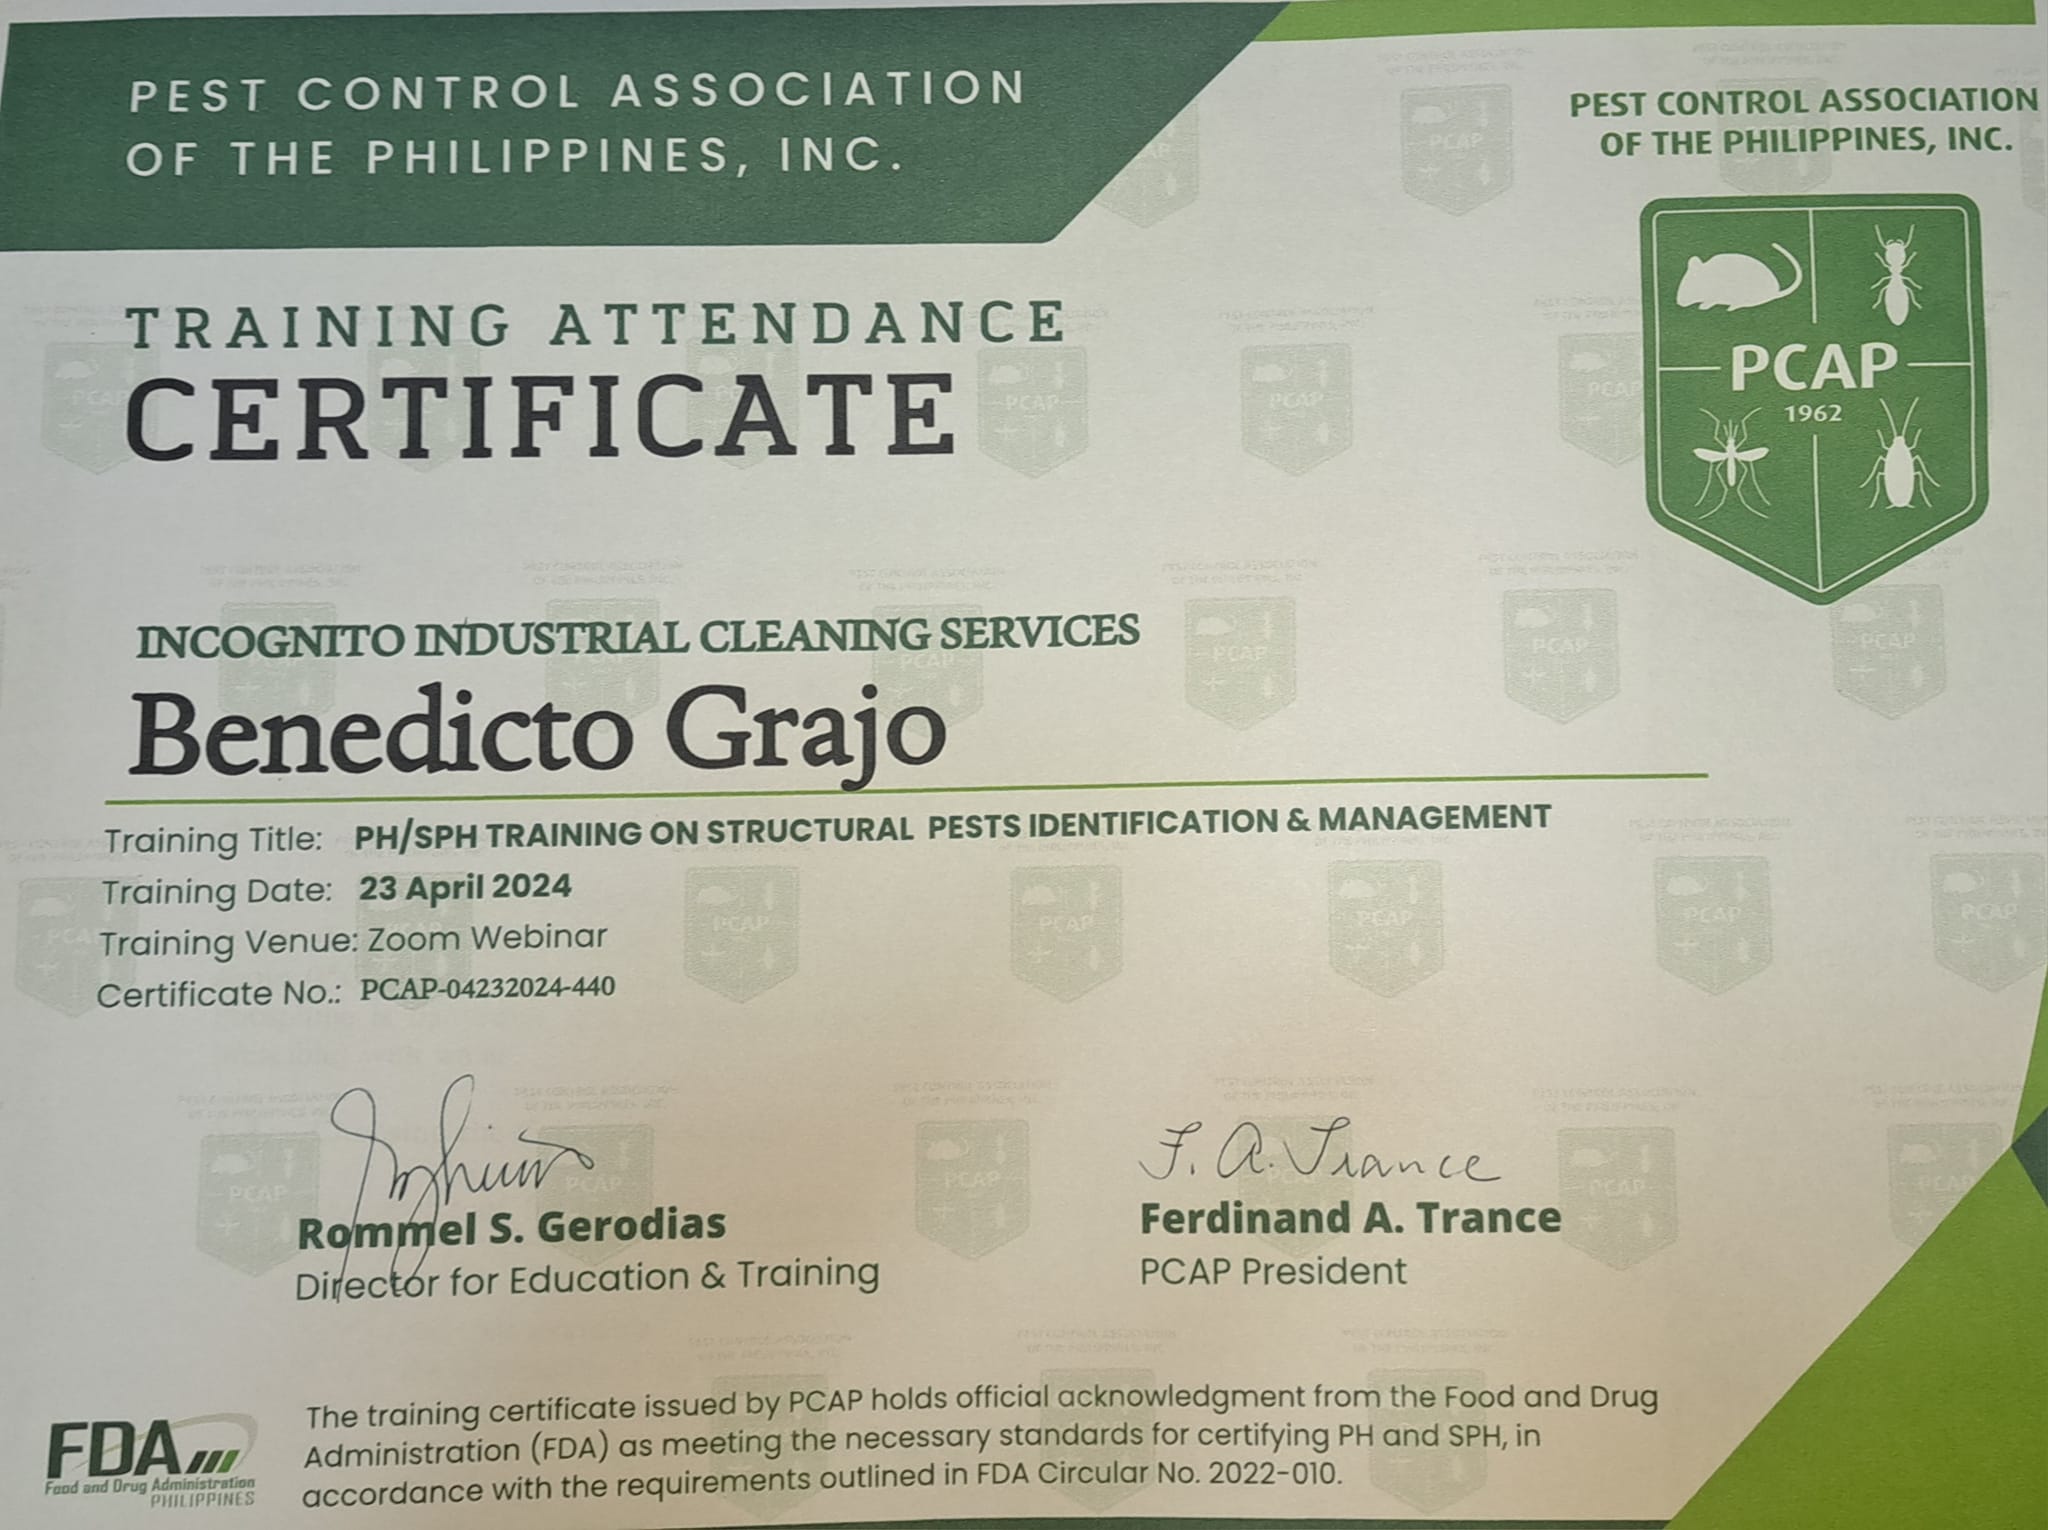 PEST CONTROL ASSOCIATION
OF THE PHILIPPINES, INC.
PEST CONTROL ASSOCIATION
OF THE PHILIPPINES, INC.
PCAP
1962
TRAINING ATTENDANCE
CERTIFICATE
INCOGNITO INDUSTRIAL CLEANING SERVICES
Benedicto Grajo
Training Title: PH/SPH TRAINING ON STRUCTURAL PESTS IDENTIFICATION & MANAGEMENT
Training Date: 23 April 2024
Training Venue: Zoom Webinar
Certificate No.: PCAP-04232024-440
F. A. Trance
Rommel S. Gerodias
Director for Education & Training
Ferdinand A. Trance
PCAP President
FDA
Food and Drug Administration
PHILIPPINES
The training certificate issued by PCAP holds official acknowledgment from the Food and Drug
Administration (FDA) as meeting the necessary standards for certifying PH and SPH, in
accordance with the requirements outlined in FDA Circular No. 2022-010.